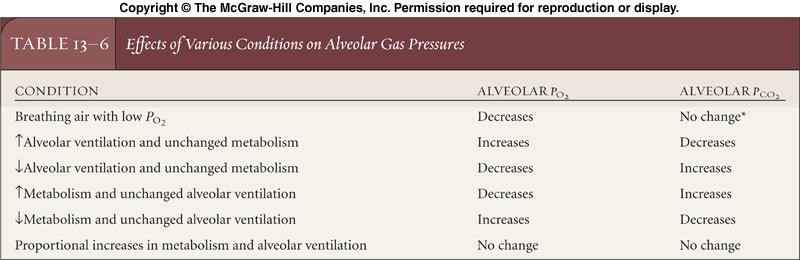 Copyright © The McGraw-Hill Companies, Inc. Permission required for reproduction or display.
TABLE 13–6 Effects of Various Conditions on Alveolar Gas Pressures
CONDITION ALVEOLAR PO2 ALVEOLAR PCO2
Breathing air with low PO2 Decreases No change*
↑Alveolar ventilation and unchanged metabolism Increases Decreases
↓Alveolar ventilation and unchanged metabolism Decreases Increases
↑Metabolism and unchanged alveolar ventilation Decreases Increases
↓Metabolism and unchanged alveolar ventilation Increases Decreases
Proportional increases in metabolism and alveolar ventilation No change No change